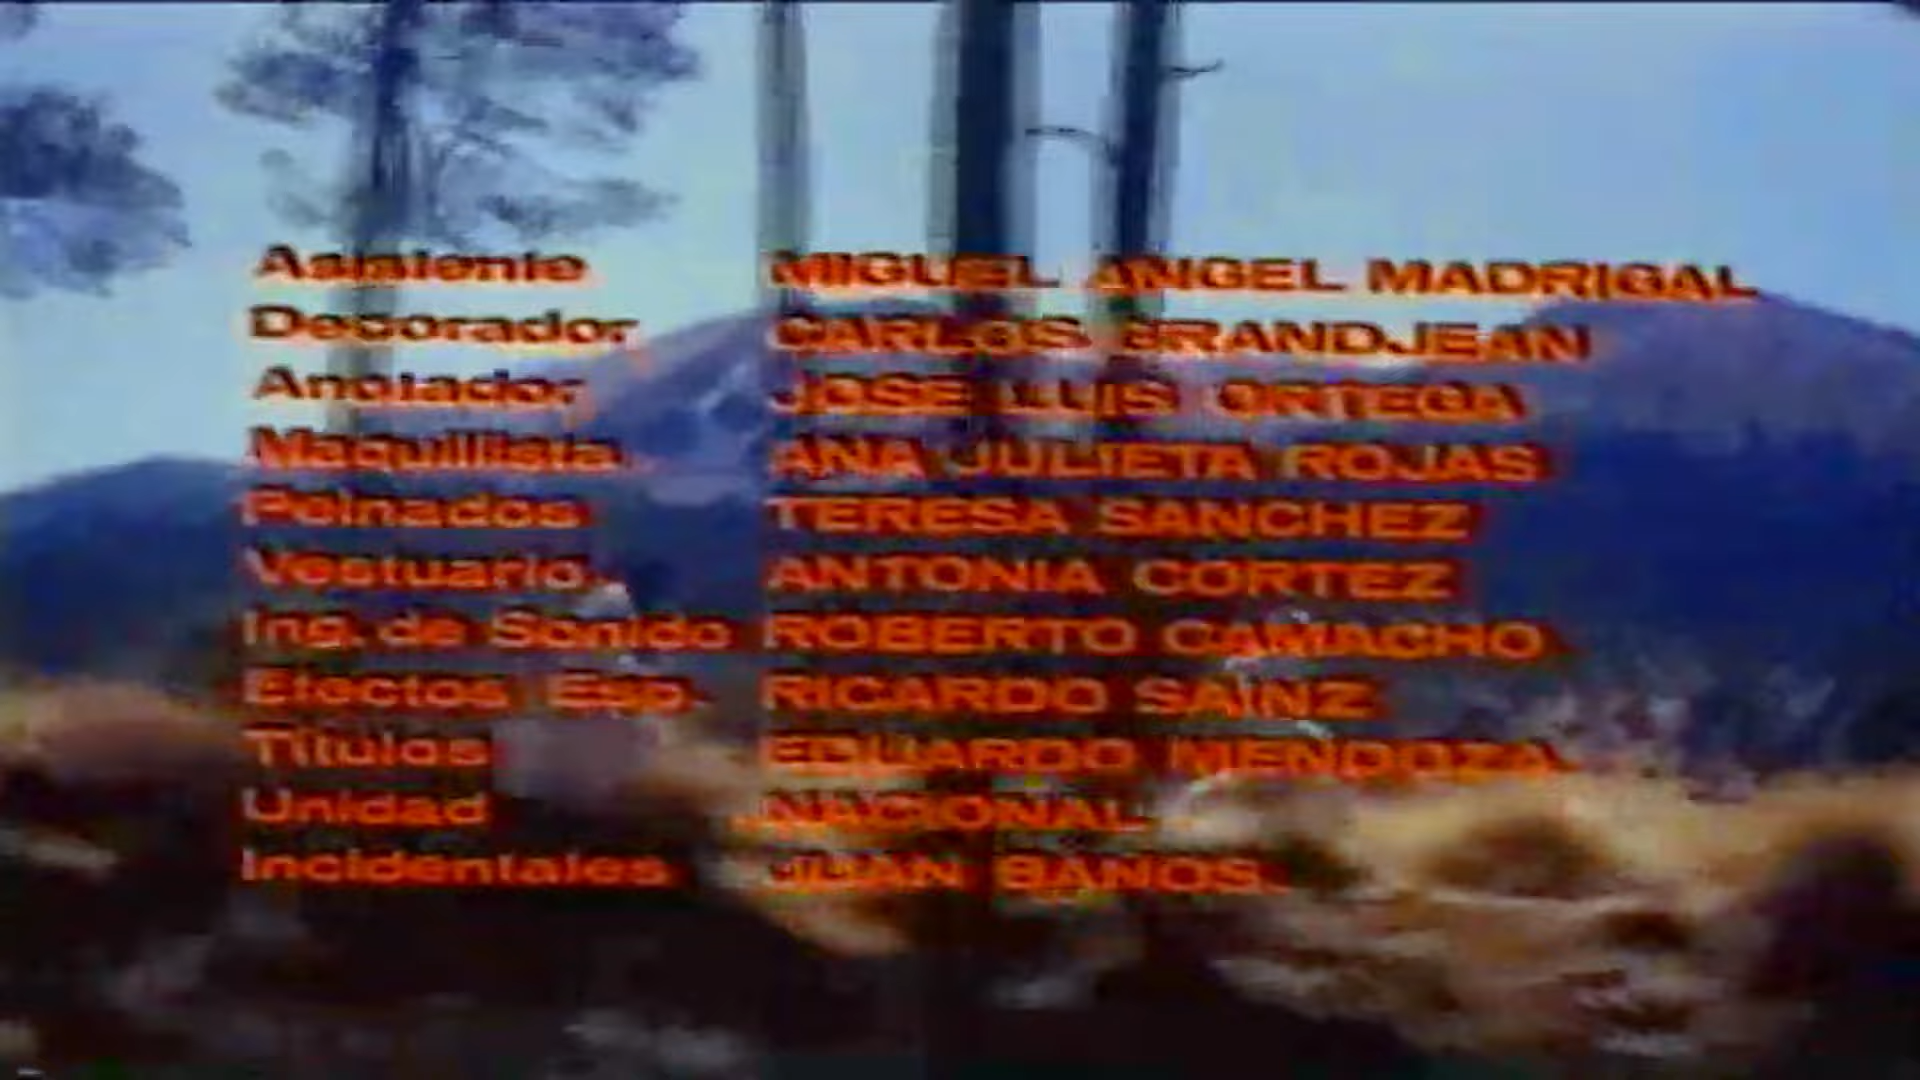 Asistente MIGUEL ANGEL MADRIGAL
Decorador CARLOS GRANDJEAN
Anotador JOSE LUIS ORTEGA
Maquillista ANA JULIETA ROJAS
Peinados TERESA SANCHEZ
Vestuario ANTONIA CORTEZ
Ing. de Sonido ROBERTO CAMACHO
Efectos Esp. RICARDO SAINZ
Titulos EDUARDO MENDOZA
Unidad NACIONAL
Incidentales JUAN BANOS